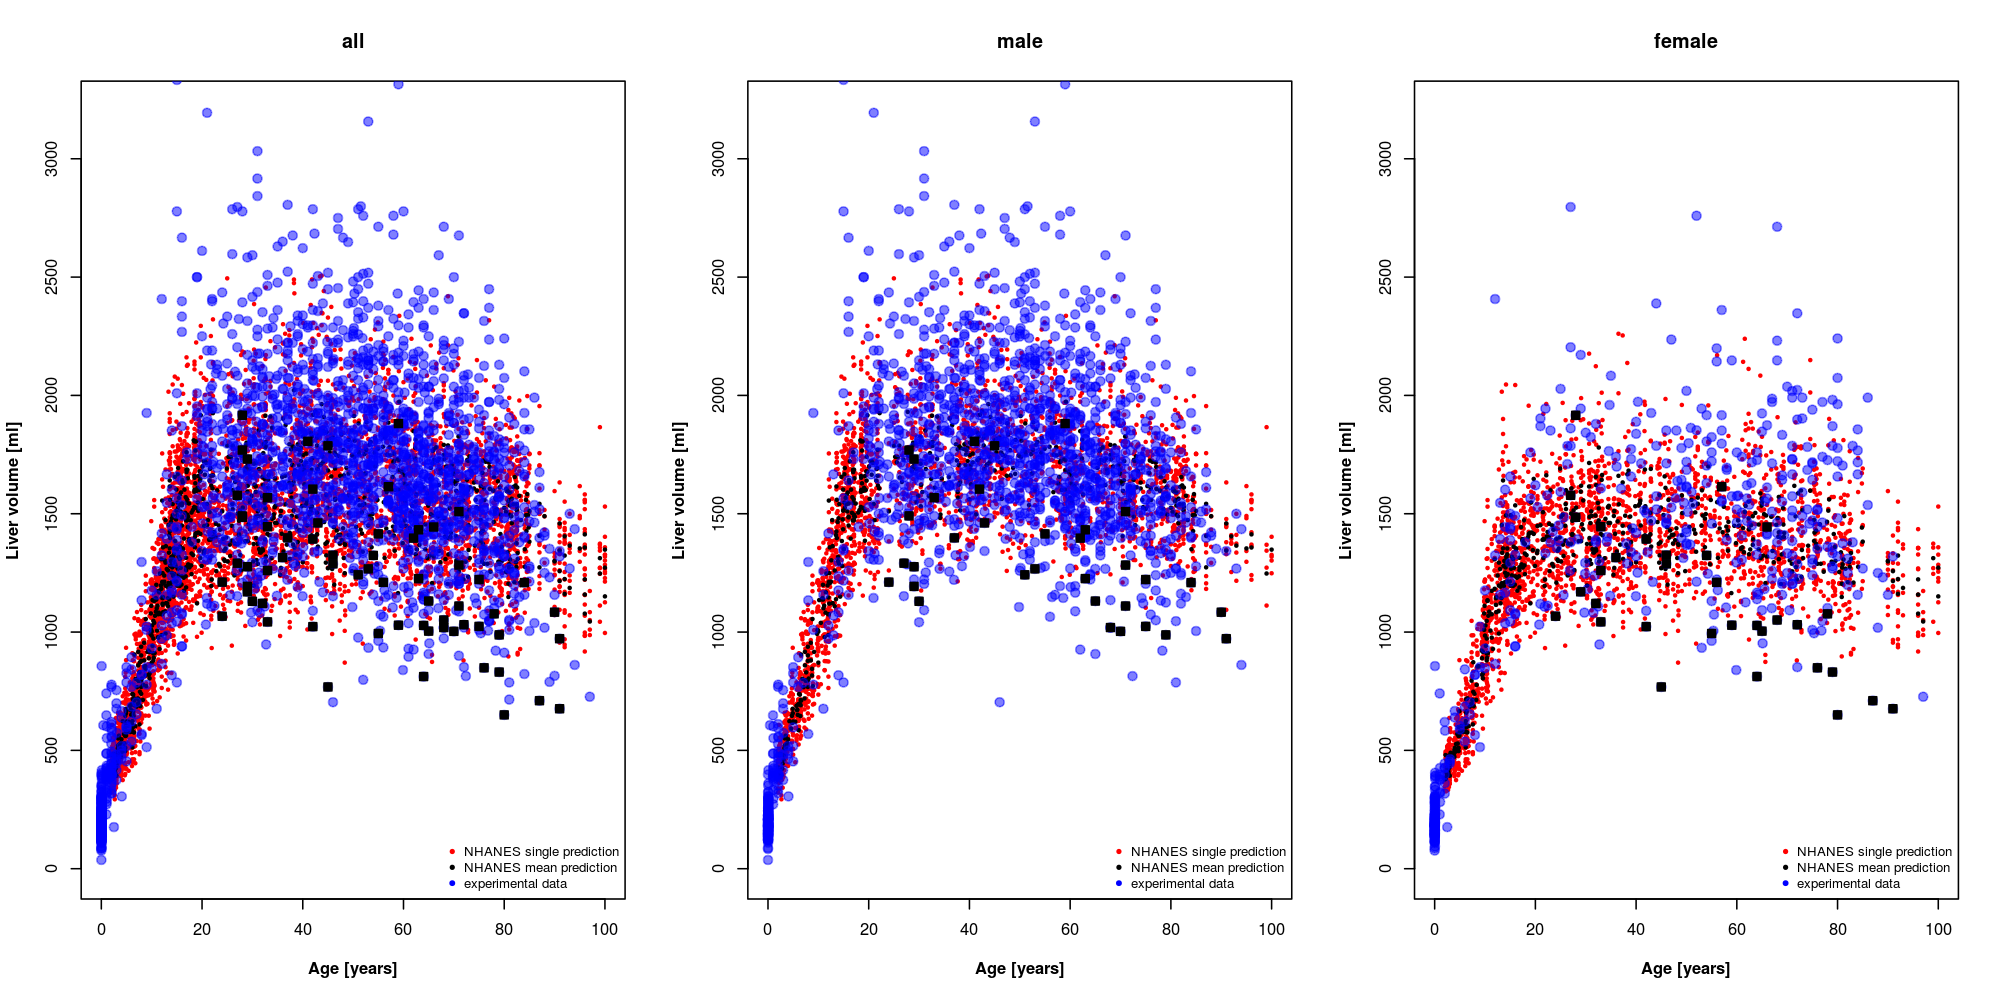 all
Liver volume [ml]
3000
2500
2000
1500
1000
500
0
NHANES single prediction
NHANES mean prediction
experimental data
0 20 40 60 80 100
Age [years]
male
Liver volume [ml]
3000
2500
2000
1500
1000
500
0
NHANES single prediction
NHANES mean prediction
experimental data
0 20 40 60 80 100
Age [years]
female
Liver volume [ml]
3000
2500
2000
1500
1000
500
0
NHANES single prediction
NHANES mean prediction
experimental data
0 20 40 60 80 100
Age [years]